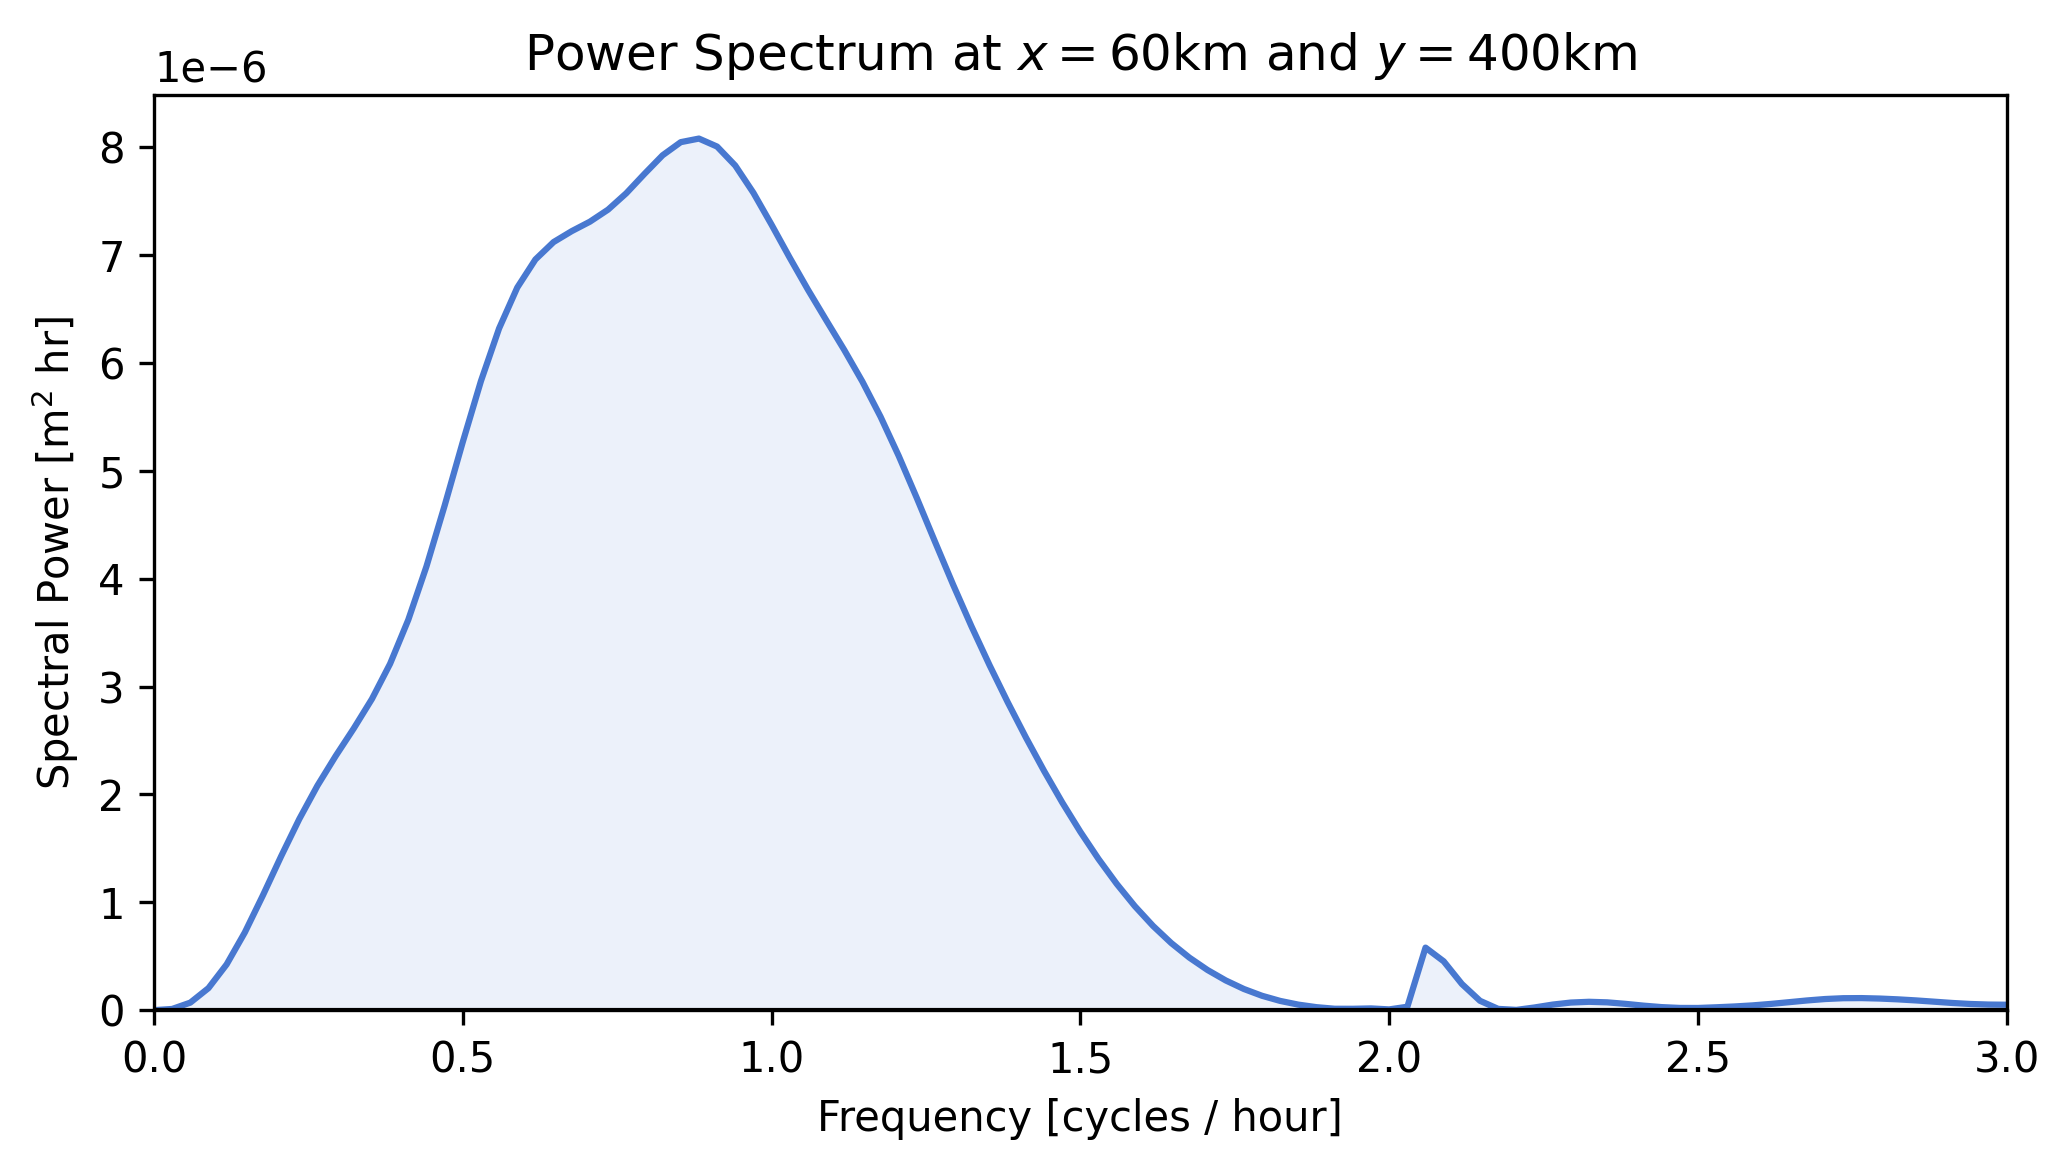 Power Spectrum at x = 60km and y = 400km
1e−6
8
7
6
5
4
3
2
1
0
Spectral Power [m² hr]
0.0 0.5 1.0 1.5 2.0 2.5 3.0
Frequency [cycles / hour]